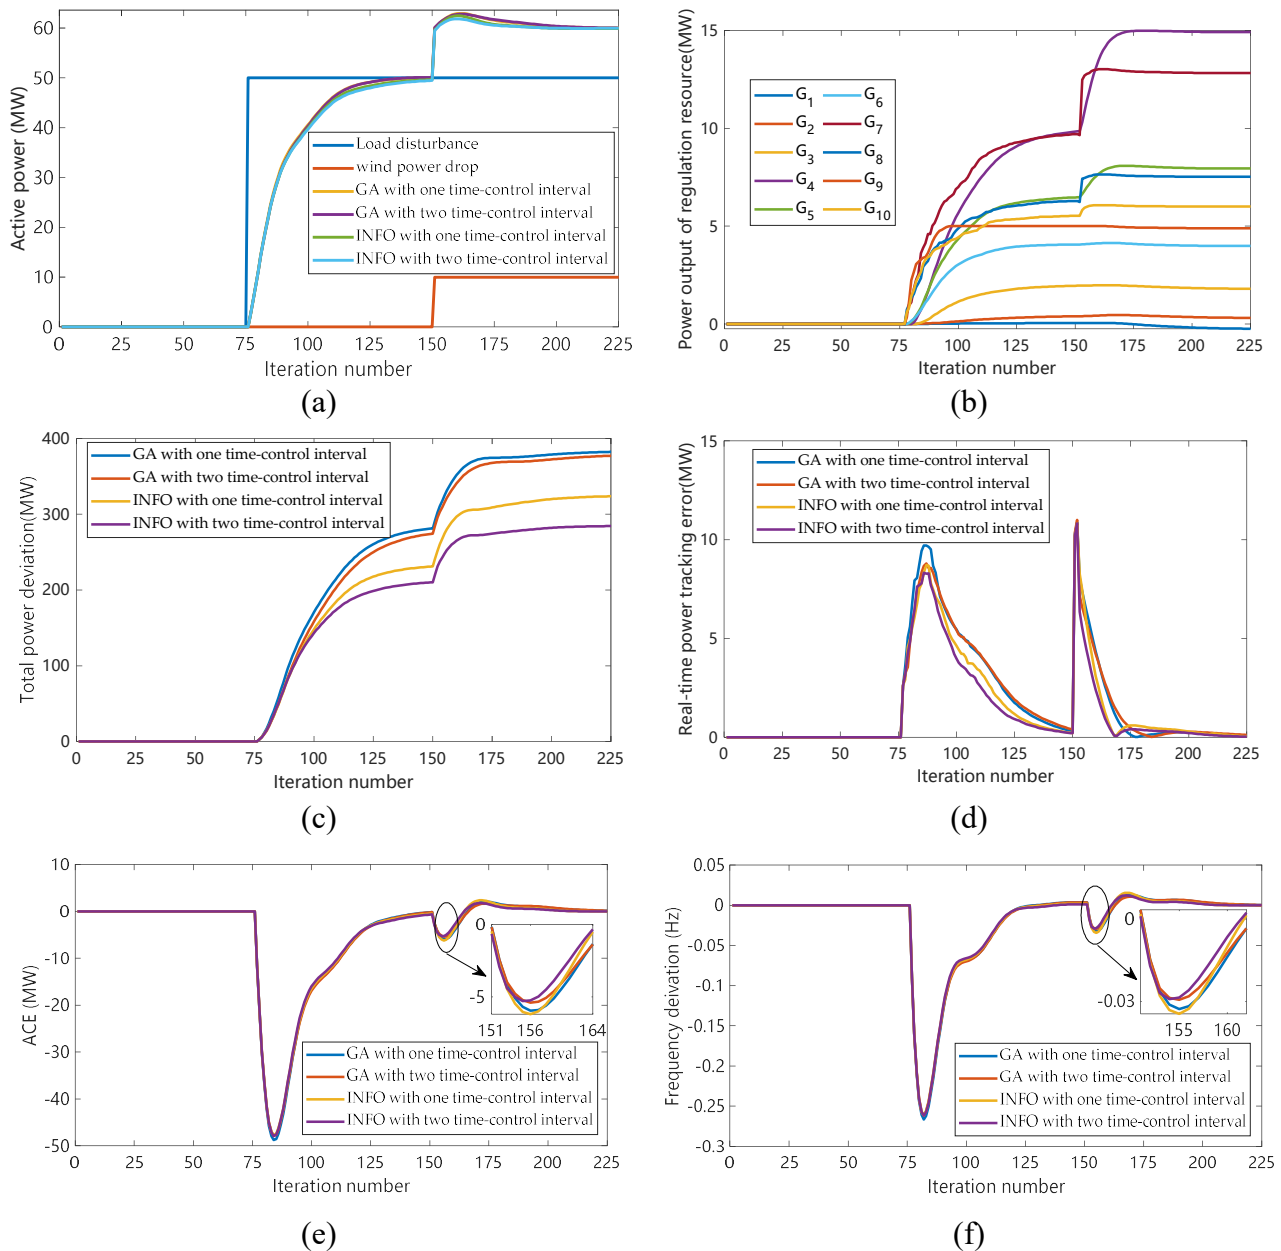 60
50
40
30
20
10
0
Active power (MW)
Load disturbance
wind power drop
GA with one time-control interval
GA with two time-control interval
INFO with one time-control interval
INFO with two time-control interval
0 25 50 75 100 125 150 175 200 225
Iteration number
(a)
15
10
5
0
Power output of regulation resource(MW)
G1 G6
G2 G7
G3 G8
G4 G9
G5 G10
0 25 50 75 100 125 150 175 200 225
Iteration number
(b)
400
300
200
100
0
Total power deviation(MW)
GA with one time-control interval
GA with two time-control interval
INFO with one time-control interval
INFO with two time-control interval
0 25 50 75 100 125 150 175 200 225
Iteration number
(c)
15
10
5
0
Real-time power tracking error(MW)
GA with one time-control interval
GA with two time-control interval
INFO with one time-control interval
INFO with two time-control interval
0 25 50 75 100 125 150 175 200 225
Iteration number
(d)
10
0
-10
-20
-30
-40
-50
ACE (MW)
0
-5
151 156 164
GA with one time-control interval
GA with two time-control interval
INFO with one time-control interval
INFO with two time-control interval
0 25 50 75 100 125 150 175 200 225
Iteration number
(e)
0.05
0
-0.05
-0.1
-0.15
-0.2
-0.25
-0.3
Frequency deivation (Hz)
0
-0.03
155 160
GA with one time-control interval
GA with two time-control interval
INFO with one time-control interval
INFO with two time-control interval
0 25 50 75 100 125 150 175 200 225
Iteration number
(f)